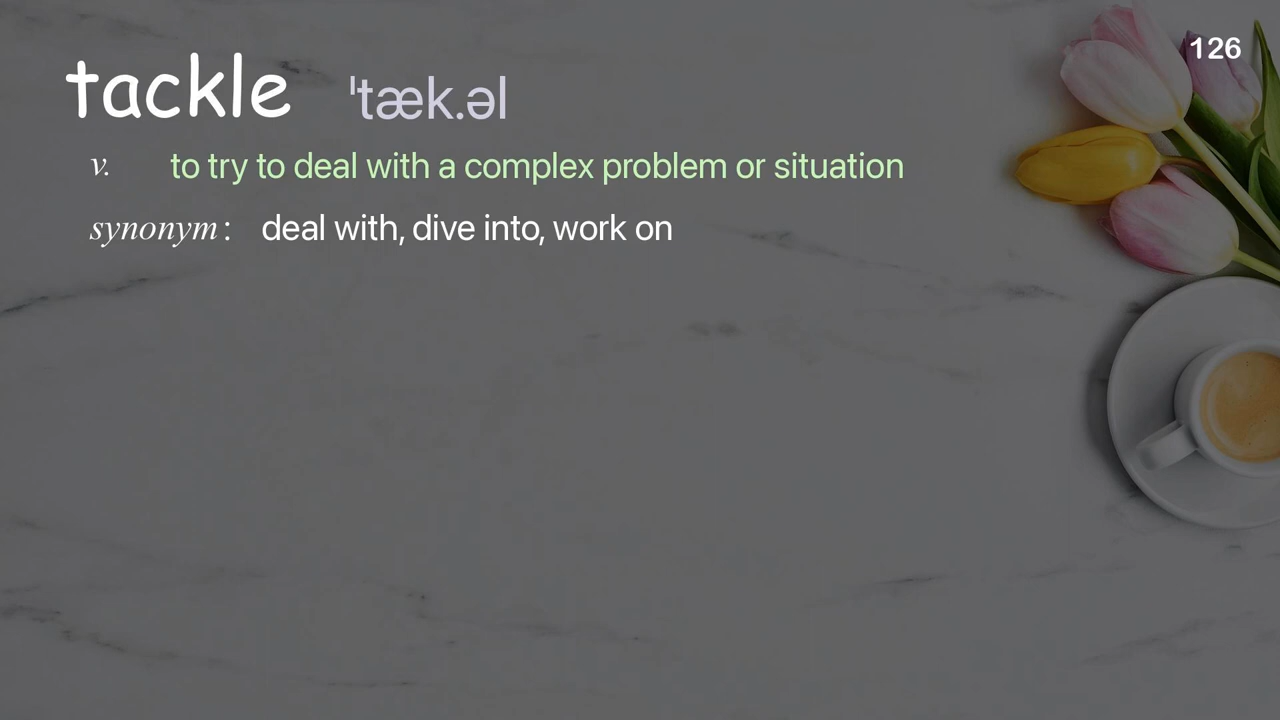 126
tackle ˈtæk.əl
v. to try to deal with a complex problem or situation
synonym: deal with, dive into, work on